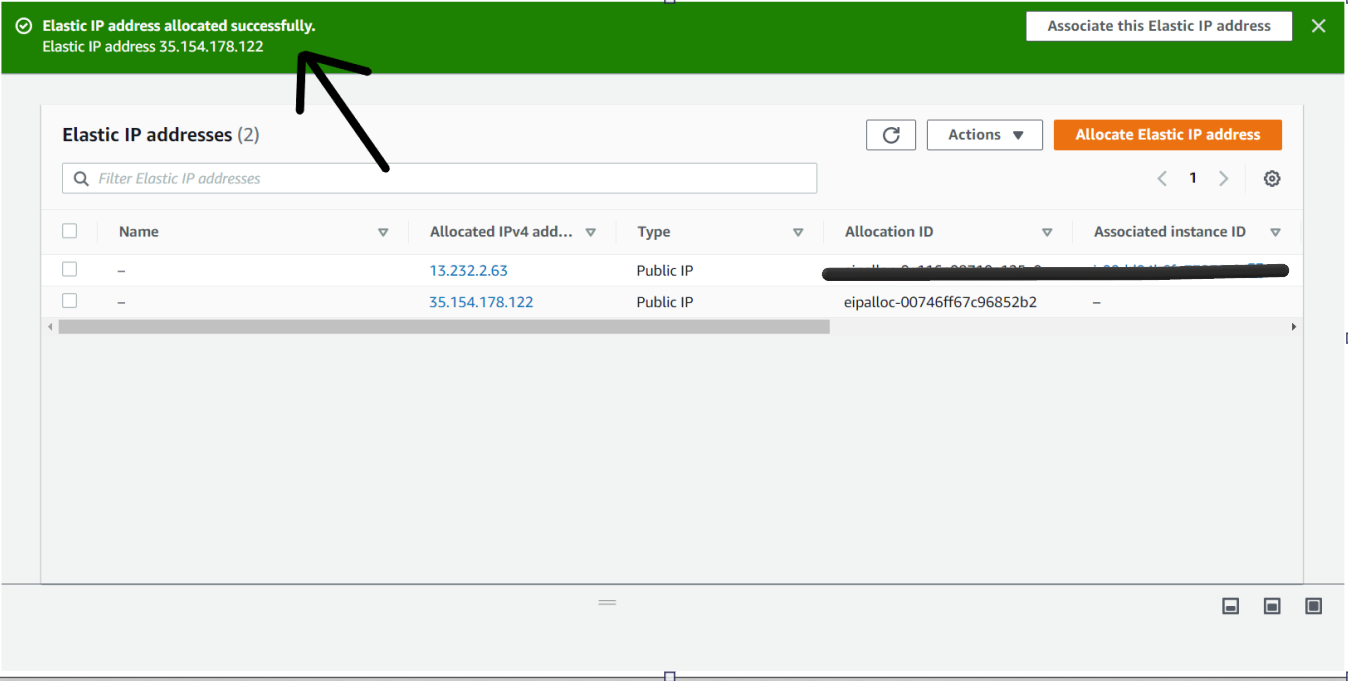 Elastic IP address allocated successfully.
Elastic IP address 35.154.178.122
Associate this Elastic IP address
Elastic IP addresses (2)
Actions
Allocate Elastic IP address
Filter Elastic IP addresses
1
Name Allocated IPv4 add... Type Allocation ID Associated instance ID
– 13.232.2.63 Public IP
– 35.154.178.122 Public IP eipalloc-00746ff67c96852b2 –